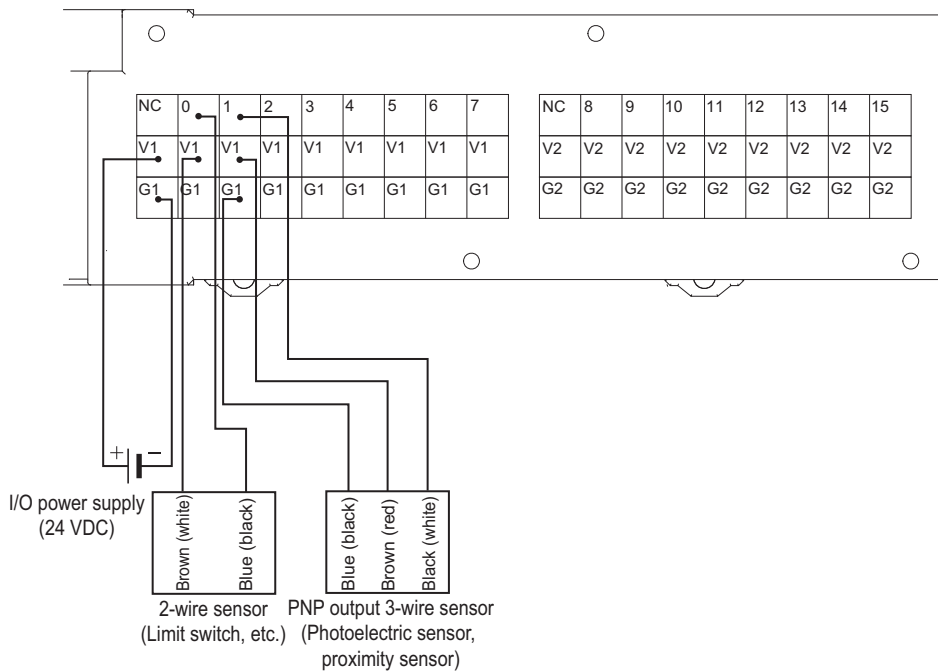 NC 0 1 2 3 4 5 6 7 NC 8 9 10 11 12 13 14 15
V1 V1 V1 V1 V1 V1 V1 V1 V1 V2 V2 V2 V2 V2 V2 V2 V2 V2
G1 G1 G1 G1 G1 G1 G1 G1 G1 G2 G2 G2 G2 G2 G2 G2 G2 G2
+ −
I/O power supply
(24 VDC)
Brown (white)
Blue (black)
2-wire sensor
(Limit switch, etc.)
Blue (black)
Brown (red)
Black (white)
PNP output 3-wire sensor
(Photoelectric sensor,
proximity sensor)